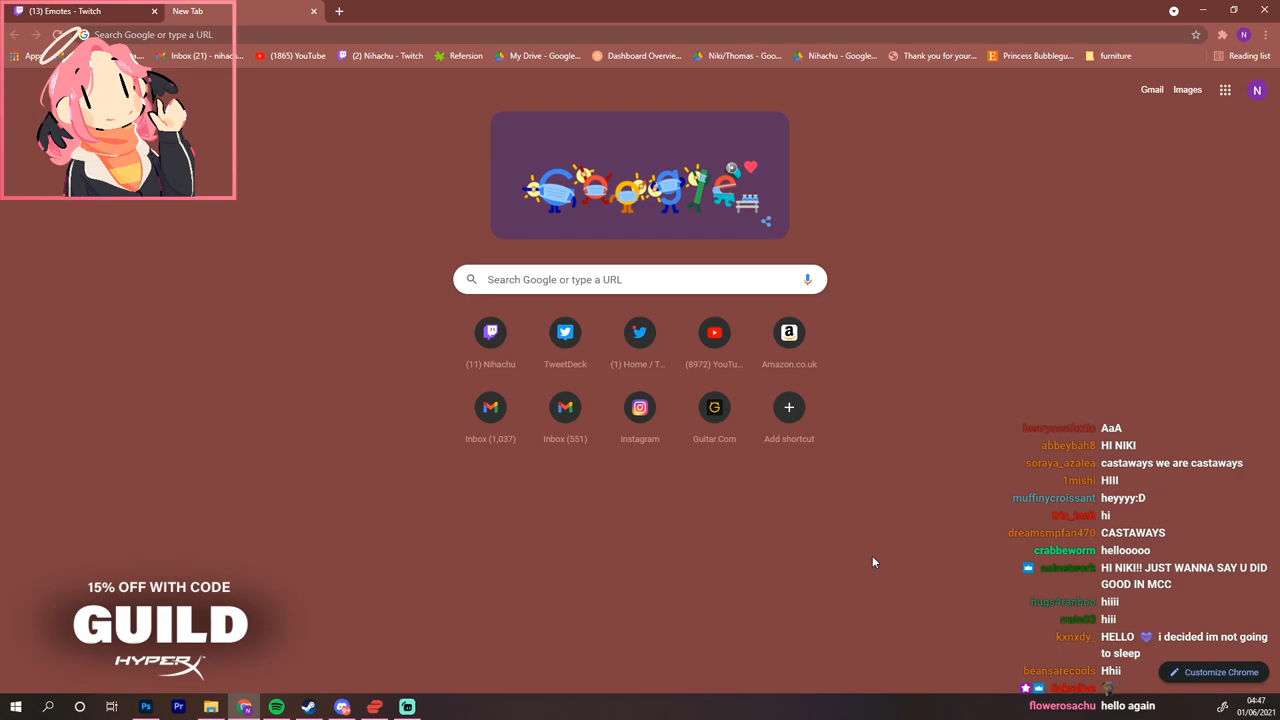 (13) Emotes - Twitch
New Tab
Search Google or type a URL
Inbox (21) - nihac...
(1865) YouTube
(2) Nihachu - Twitch
Refersion
My Drive - Google...
Dashboard Overvie...
Niki/Thomas - Goo...
Nihachu - Google...
Thank you for your...
Princess Bubblegu...
furniture
Reading list
Gmail
Images
N
Google
Search Google or type a URL
(11) Nihachu
TweetDeck
(1) Home / T...
(8972) YouTu...
Amazon.co.uk
Inbox (1,037)
Inbox (551)
Instagram
Guitar.Com
Add shortcut
AaA
abbeybah8 HI NIKI
soraya_azalea castaways we are castaways
1mishi HIII
muffinycroissant heyyyy:D
hi
dreamsmpfan470 CASTAWAYS
crabbeworm hellooooo
HI NIKI!! JUST WANNA SAY U DID
GOOD IN MCC
hugs4ranboo hiiii
hiii
kxnxdy_ HELLO 💜 i decided im not going
to sleep
beansarecools Hhii
flowerosachu hello again
Customize Chrome
15% OFF WITH CODE
GUILD
HYPERX
Ps
Pr
04:47
01/06/2021